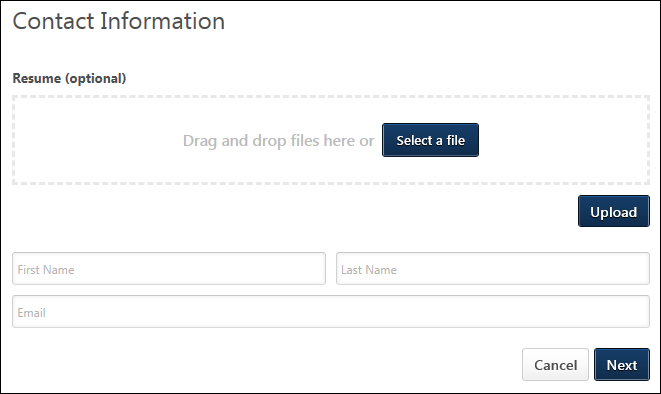 Contact Information
Resume (optional)
Drag and drop files here or Select a file
Upload
First Name Last Name
Email
Cancel Next